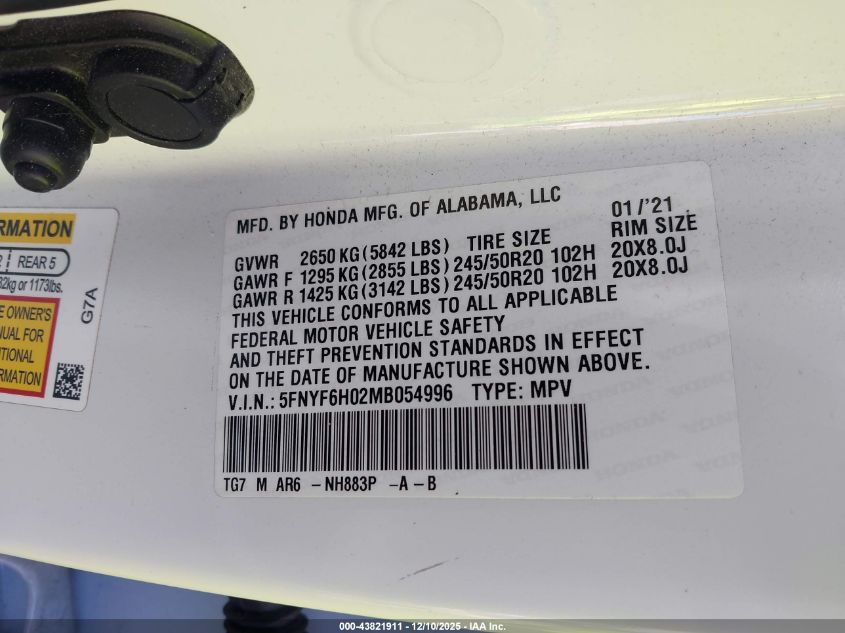 MFD. BY HONDA MFG. OF ALABAMA, LLC 01/'21
GVWR 2650 KG (5842 LBS) TIRE SIZE RIM SIZE
GAWR F 1295 KG (2855 LBS) 245/50R20 102H 20X8.0J
GAWR R 1425 KG (3142 LBS) 245/50R20 102H 20X8.0J
THIS VEHICLE CONFORMS TO ALL APPLICABLE
FEDERAL MOTOR VEHICLE SAFETY
AND THEFT PREVENTION STANDARDS IN EFFECT
ON THE DATE OF MANUFACTURE SHOWN ABOVE.
V.I.N.: 5FNYF6H02MB054996 TYPE: MPV
TG7 M AR6 -NH883P -A-B
REAR 5
or 1173lbs.
OWNER'S
FOR
G7A
000-43821911 - 12/10/2025 - IAA Inc.